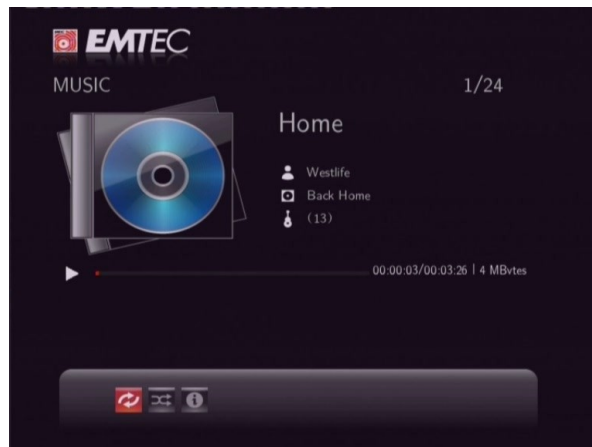 EMTEC
MUSIC
1/24
Home
Westlife
Back Home
(13)
00:00:03/00:03:26 | 4 MBytes